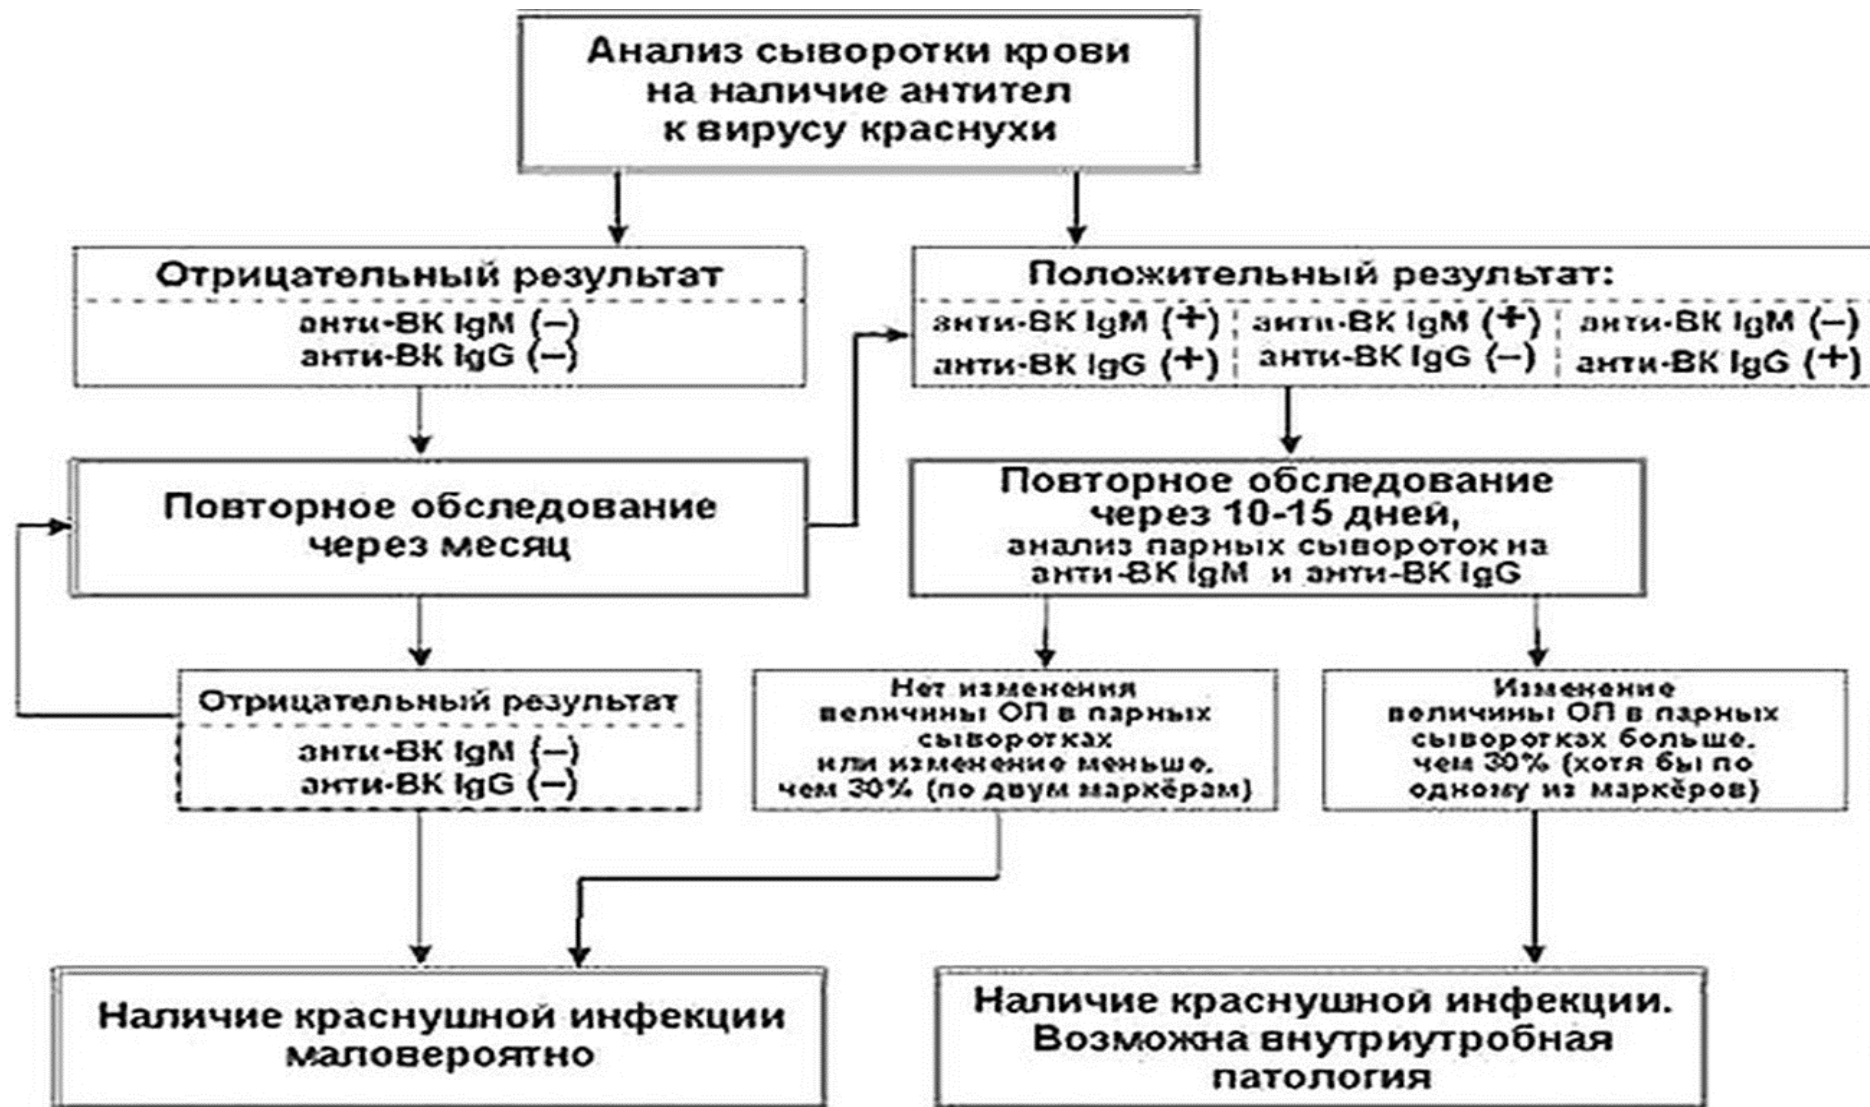 Анализ сыворотки крови
на наличие антител
к вирусу краснухи
Отрицательный результат
анти-ВК IgM (–)
анти-ВК IgG (–)
Положительный результат:
анти-ВК IgM (+)
анти-ВК IgG (+)
анти-ВК IgM (+)
анти-ВК IgG (–)
анти-ВК IgM (–)
анти-ВК IgG (+)
Повторное обследование
через месяц
Повторное обследование
через 10-15 дней,
анализ парных сывороток на
анти-ВК IgM и анти-ВК IgG
Отрицательный результат
анти-ВК IgM (–)
анти-ВК IgG (–)
Нет изменения
величины ОП в парных
сыворотках
или изменение меньше,
чем 30% (по двум маркёрам)
Изменение
величины ОП в парных
сыворотках больше,
чем 30% (хотя бы по
одному из маркёров)
Наличие краснушной инфекции
маловероятно
Наличие краснушной инфекции.
Возможна внутриутробная
патология